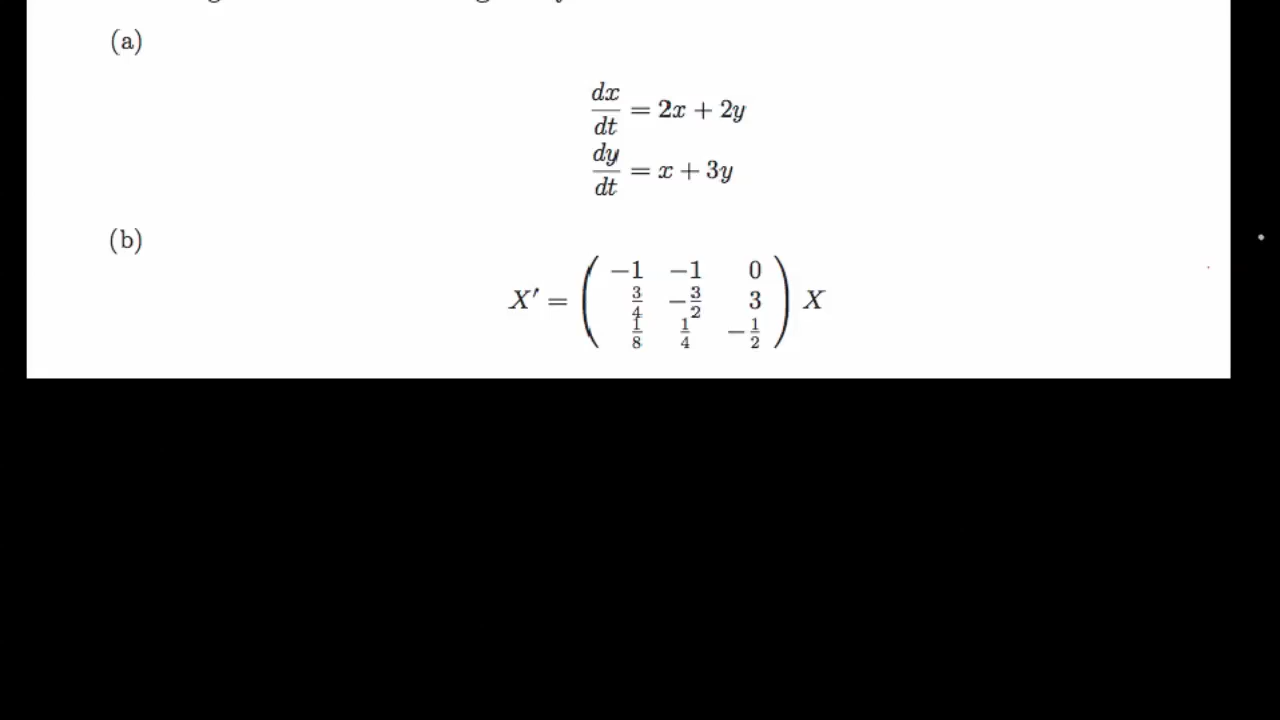 (a)
dx/dt = 2x + 2y
dy/dt = x + 3y
(b)
X′ = ( −1 −1 0
3/4 −3/2 3
1/8 1/4 −1/2 ) X